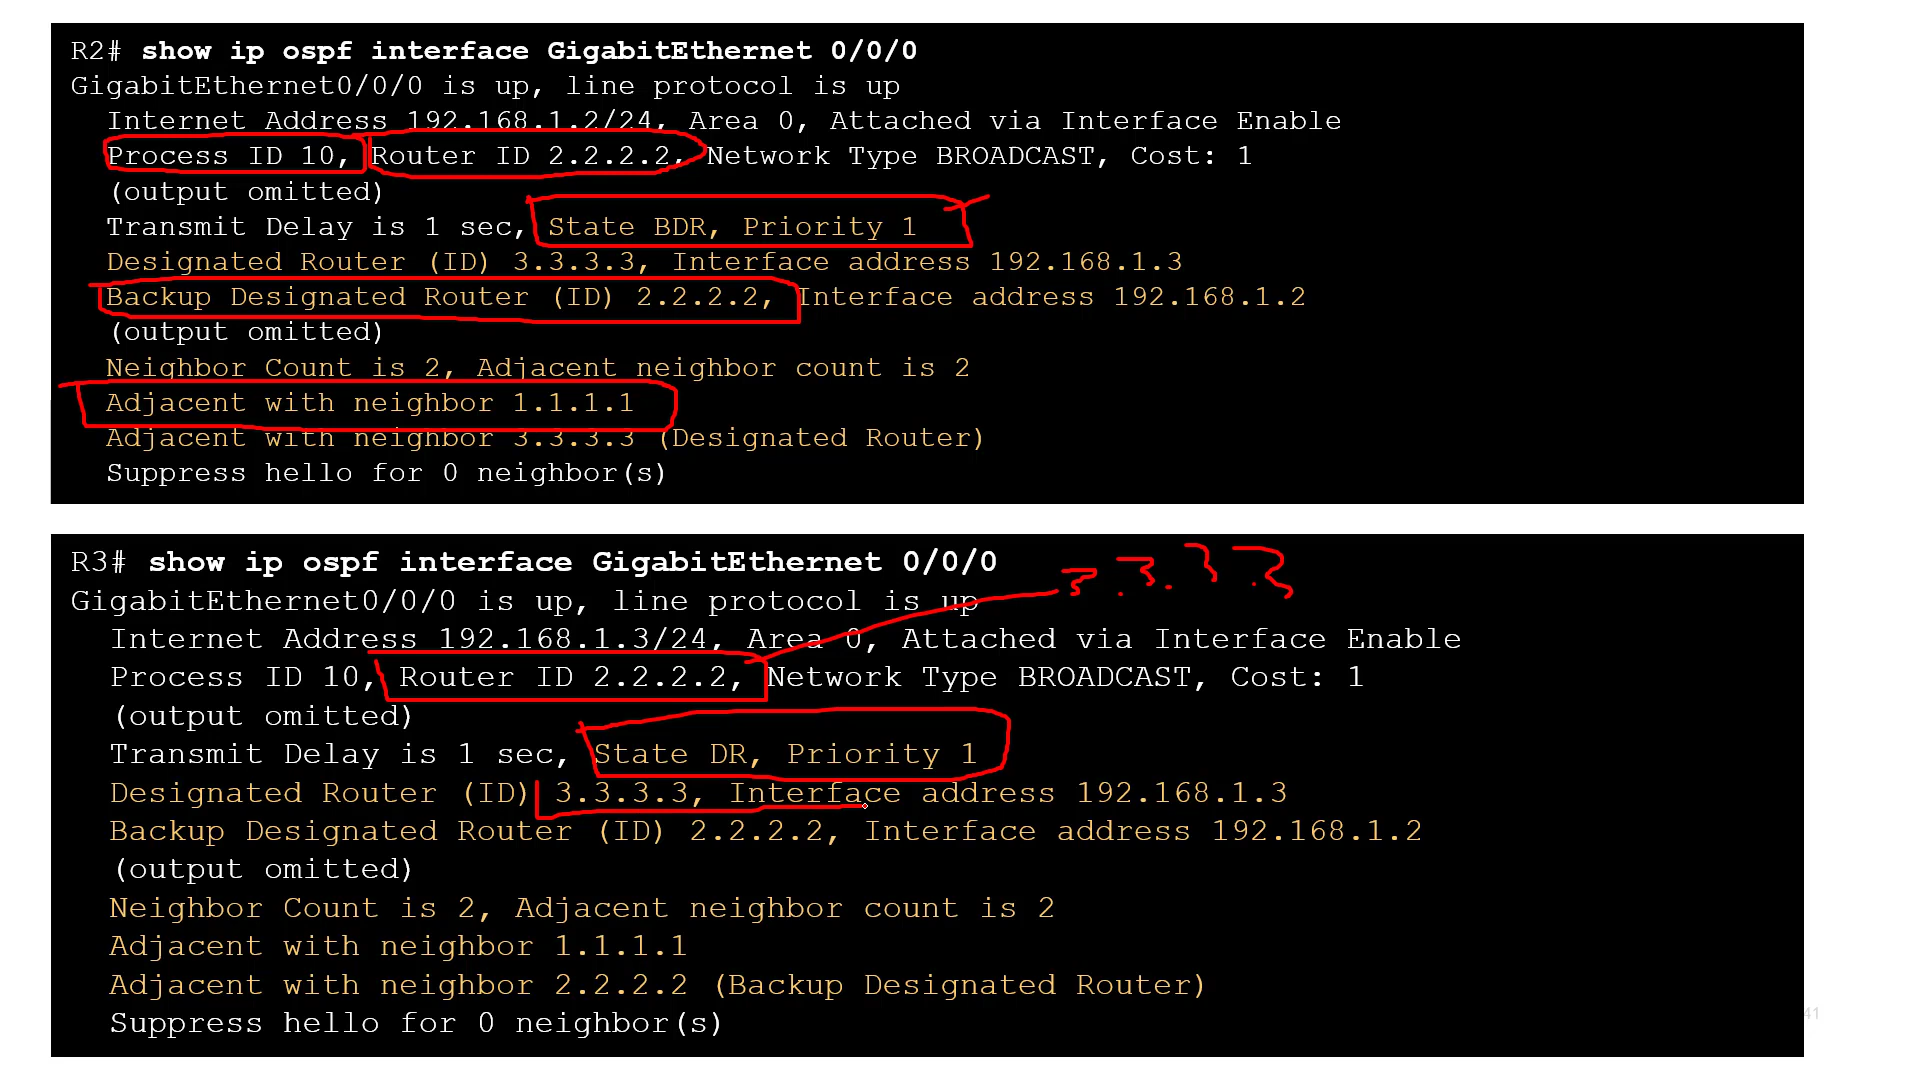 R2# show ip ospf interface GigabitEthernet 0/0/0
GigabitEthernet0/0/0 is up, line protocol is up
Internet Address 192.168.1.2/24, Area 0, Attached via Interface Enable
Process ID 10, Router ID 2.2.2.2, Network Type BROADCAST, Cost: 1
(output omitted)
Transmit Delay is 1 sec, State BDR, Priority 1
Designated Router (ID) 3.3.3.3, Interface address 192.168.1.3
Backup Designated Router (ID) 2.2.2.2, Interface address 192.168.1.2
(output omitted)
Neighbor Count is 2, Adjacent neighbor count is 2
Adjacent with neighbor 1.1.1.1
Adjacent with neighbor 3.3.3.3 (Designated Router)
Suppress hello for 0 neighbor(s)
R3# show ip ospf interface GigabitEthernet 0/0/0
3.3.3.3
GigabitEthernet0/0/0 is up, line protocol is up
Internet Address 192.168.1.3/24, Area 0, Attached via Interface Enable
Process ID 10, Router ID 2.2.2.2, Network Type BROADCAST, Cost: 1
(output omitted)
Transmit Delay is 1 sec, State DR, Priority 1
Designated Router (ID) 3.3.3.3, Interface address 192.168.1.3
Backup Designated Router (ID) 2.2.2.2, Interface address 192.168.1.2
(output omitted)
Neighbor Count is 2, Adjacent neighbor count is 2
Adjacent with neighbor 1.1.1.1
Adjacent with neighbor 2.2.2.2 (Backup Designated Router)
Suppress hello for 0 neighbor(s)
41